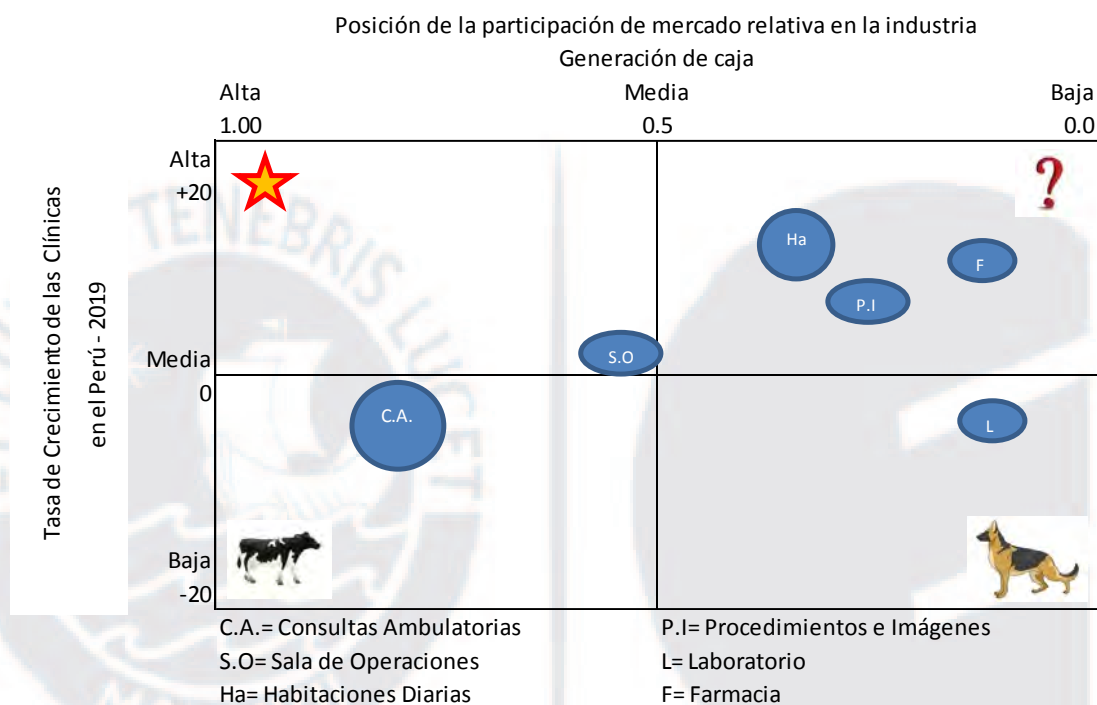 Posición de la participación de mercado relativa en la industria
Generación de caja
Alta Media Baja
1.00 0.5 0.0
Tasa de Crecimiento de las Clínicas
en el Perú - 2019
Alta
+20
?
Ha
F
P.I
Media
S.O
0
C.A.
L
Baja
-20
C.A.= Consultas Ambulatorias P.I= Procedimientos e Imágenes
S.O= Sala de Operaciones L= Laboratorio
Ha= Habitaciones Diarias F= Farmacia
TENEBRIS LUCET